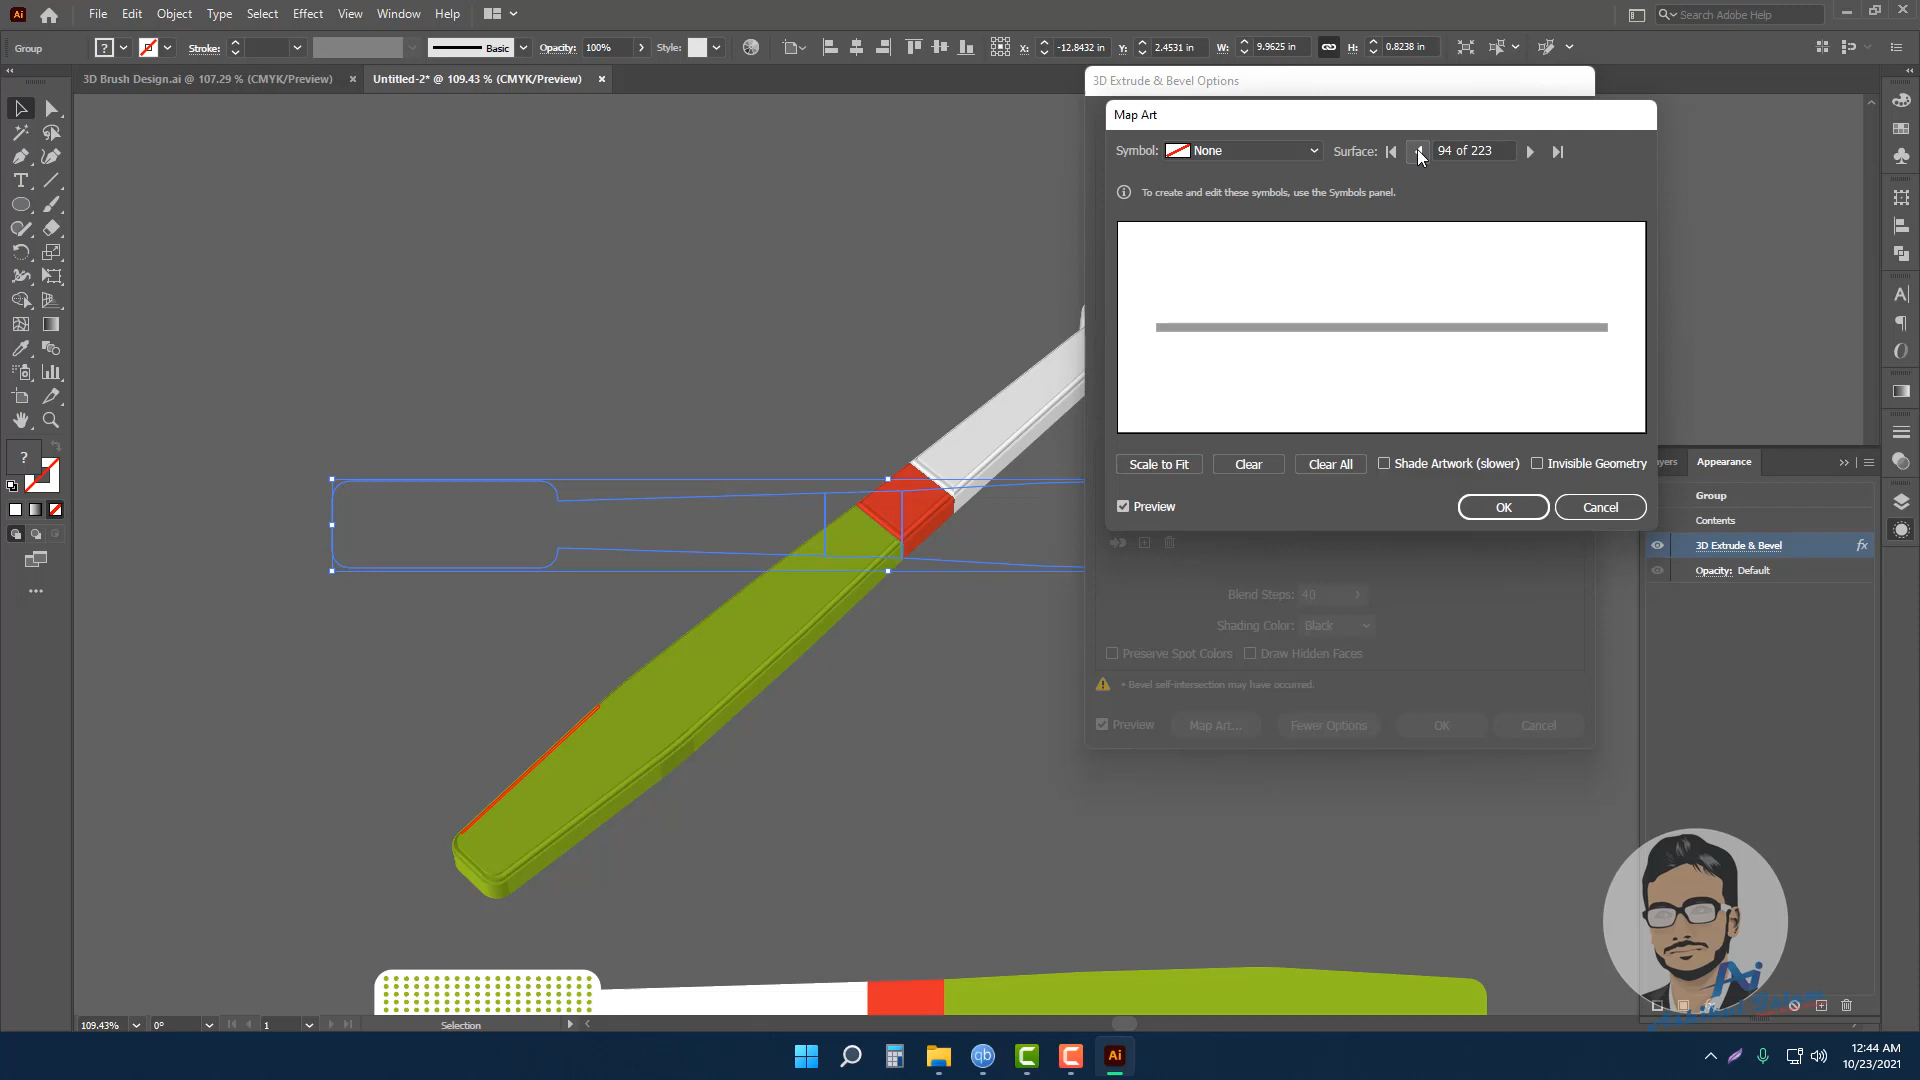 Ai File Edit Object Type Select Effect View Window Help Search Adobe Help
Group ? Stroke: Basic Opacity: 100% Style: X: -12.8432 in Y: 2.4531 in W: 9.9625 in H: 0.8238 in
3D Brush Design.ai @ 107.29 % (CMYK/Preview) × Untitled-2* @ 109.43 % (CMYK/Preview) ×
3D Extrude & Bevel Options
Map Art
Symbol: None Surface: 94 of 223
To create and edit these symbols, use the Symbols panel.
Scale to Fit Clear Clear All Shade Artwork (slower) Invisible Geometry
Preview OK Cancel
Blend Steps: 40
Shading Color: Black
Preserve Spot Colors Draw Hidden Faces
• Bevel self-intersection may have occurred.
Preview Map Art... Fewer Options OK Cancel
yers Appearance
Group
Contents
3D Extrude & Bevel fx
Opacity: Default
?
109.43% 0° 1 Selection
qb C C Ai
12:44 AM
10/23/2021